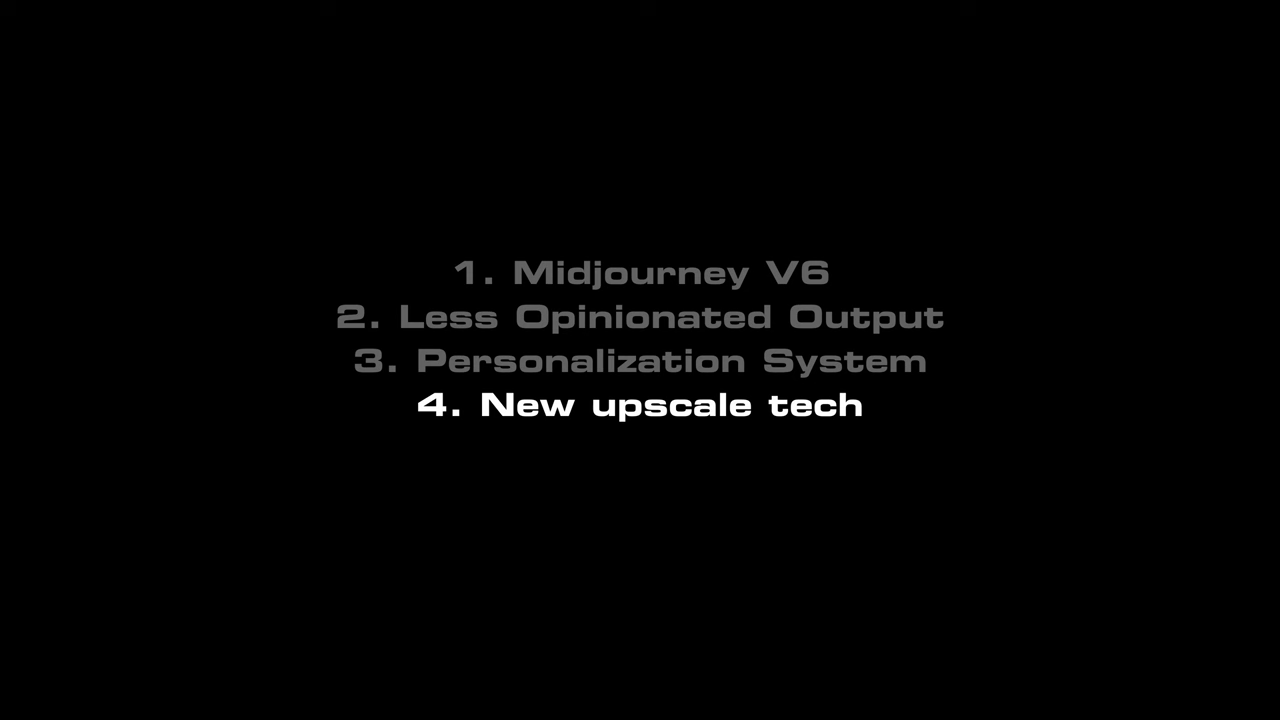 1. Midjourney V6
2. Less Opinionated Output
3. Personalization System
4. New upscale tech